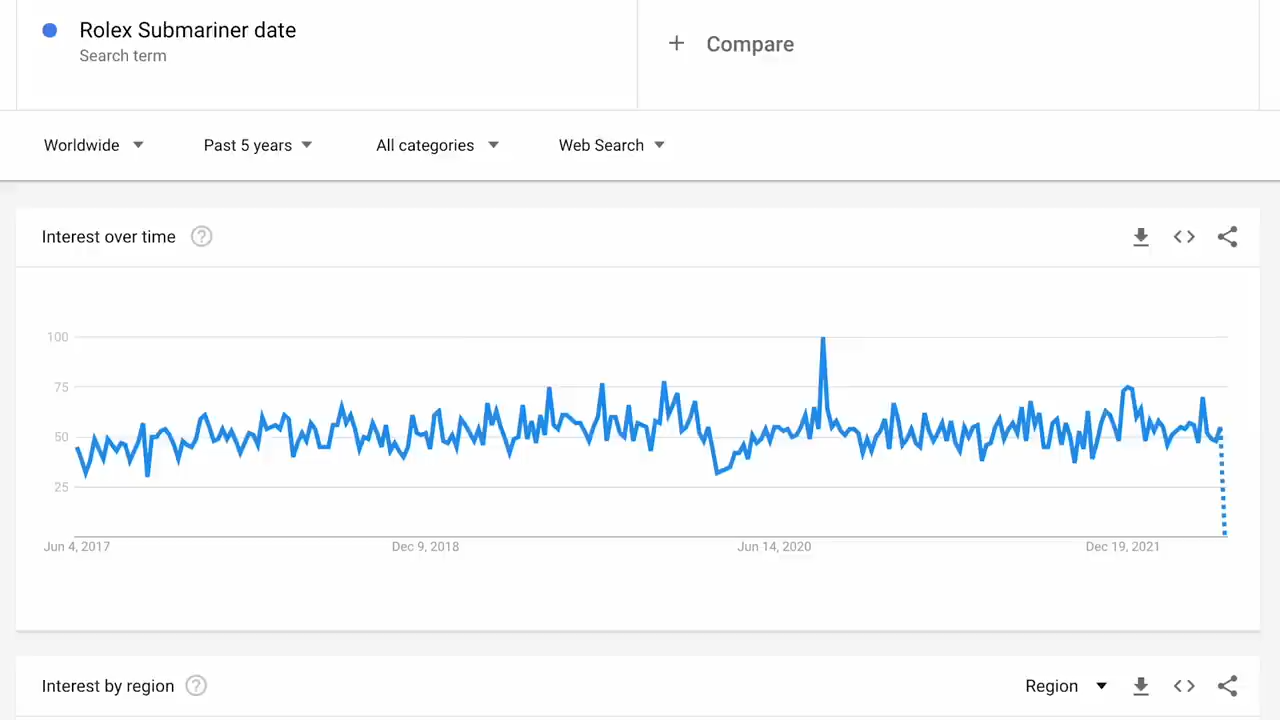 Rolex Submariner date
Search term
+ Compare
Worldwide
Past 5 years
All categories
Web Search
Interest over time
?
100
75
50
25
Jun 4, 2017
Dec 9, 2018
Jun 14, 2020
Dec 19, 2021
Interest by region
?
Region